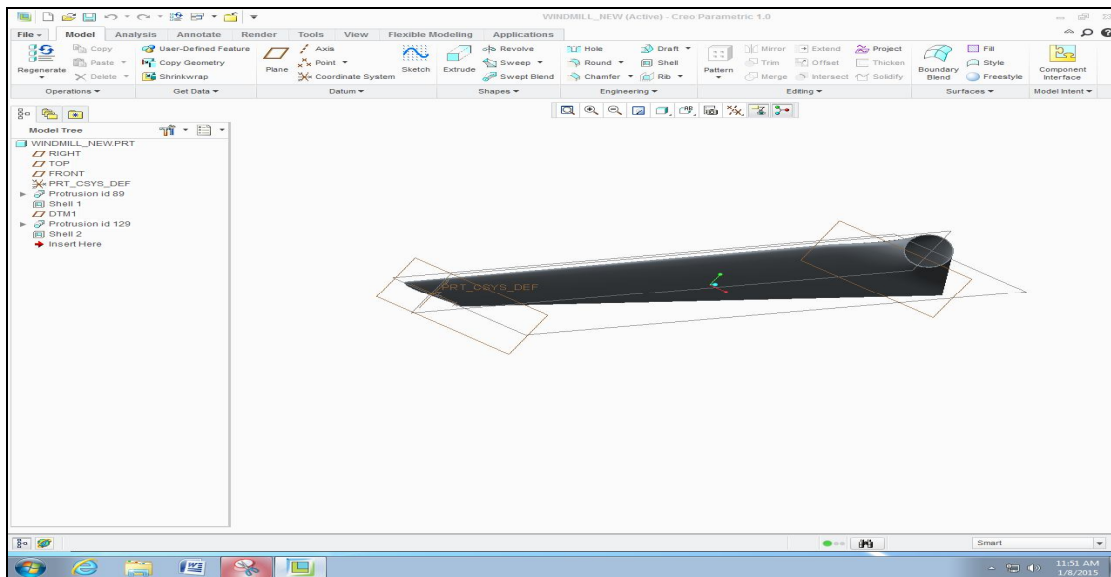 WINDMILL_NEW (Active) - Creo Parametric 1.0
File Model Analysis Annotate Render Tools View Flexible Modeling Applications
Regenerate
Copy
Paste
Delete
User-Defined Feature
Copy Geometry
Shrinkwrap
Plane
Axis
Point
Coordinate System
Sketch
Extrude
Revolve
Sweep
Swept Blend
Hole
Round
Chamfer
Draft
Shell
Rib
Pattern
Mirror
Trim
Merge
Extend
Offset
Intersect
Project
Thicken
Solidify
Boundary
Blend
Fill
Style
Freestyle
Component
Interface
Operations Get Data Datum Shapes Engineering Editing Surfaces Model Intent
Model Tree
WINDMILL_NEW.PRT
RIGHT
TOP
FRONT
PRT_CSYS_DEF
Protrusion id 89
Shell 1
DTM1
Protrusion id 129
Shell 2
Insert Here
PRT_CSYS_DEF
Smart
11:51 AM
1/8/2015